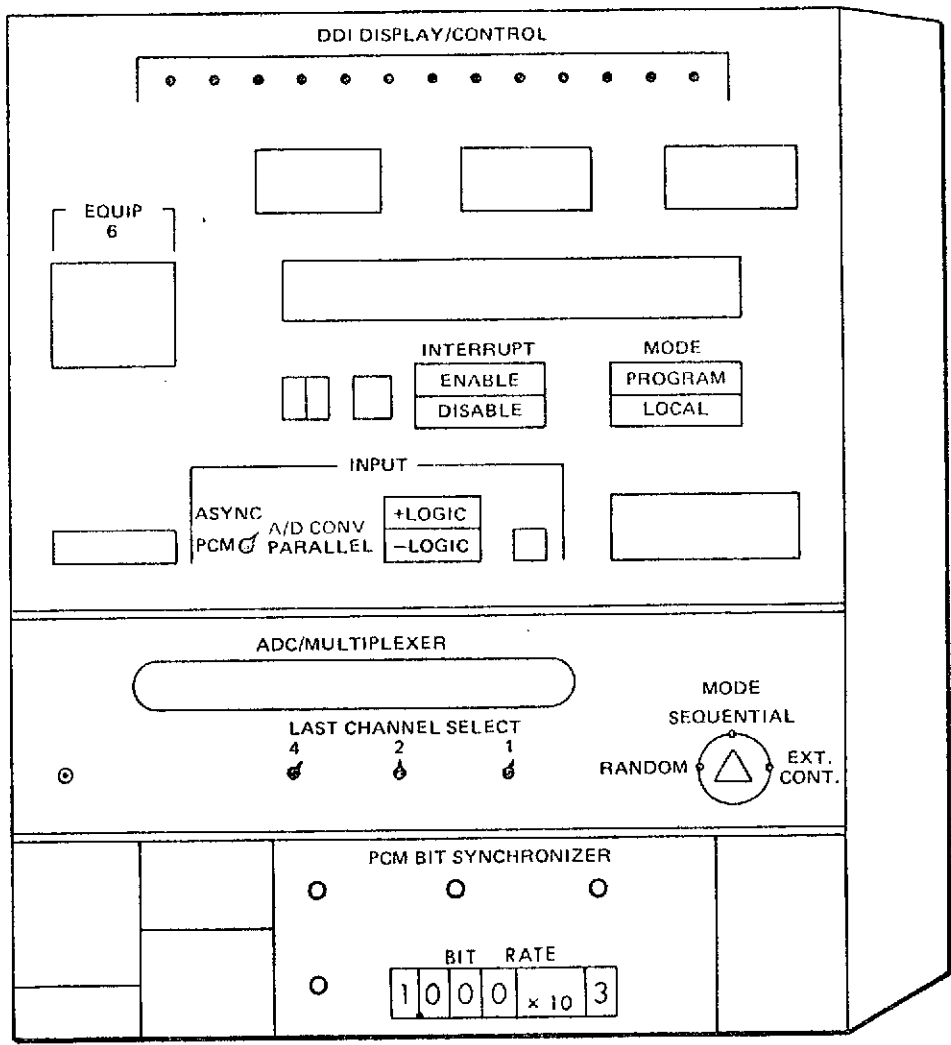 DDI DISPLAY/CONTROL
EQUIP
6
INTERRUPT
ENABLE
DISABLE
MODE
PROGRAM
LOCAL
INPUT
ASYNC
PCM
A/D CONV
PARALLEL
+LOGIC
–LOGIC
ADC/MULTIPLEXER
LAST CHANNEL SELECT
4 2 1
MODE
SEQUENTIAL
RANDOM
EXT.
CONT.
PCM BIT SYNCHRONIZER
BIT RATE
1.000 × 10 3